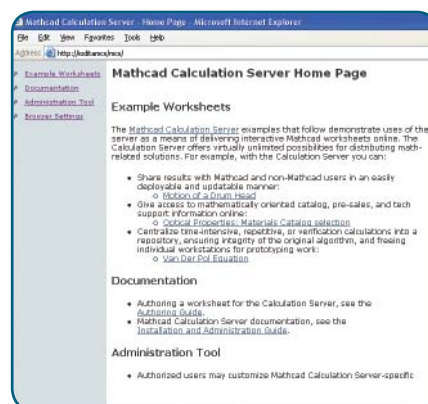 Mathcad Calculation Server - Home Page - Microsoft Internet Explorer
File Edit View Favorites Tools Help
Address
Example Worksheets
Documentation
Administration Tool
Browser Settings
Mathcad Calculation Server Home Page
Example Worksheets
The Mathcad Calculation Server examples that follow demonstrate uses of the
server as a means of delivering interactive Mathcad worksheets online. The
Calculation Server offers virtually unlimited possibilities for distributing math-
related solutions. For example, with the Calculation Server you can:
• Share results with Mathcad and non-Mathcad users in an easily
deployable and updatable manner:
o Motion of a Drum Head
• Give access to mathematically oriented catalog, pre-sales, and tech
support information online:
o Optical Properties: Materials Catalog selection
• Centralize time-intensive, repetitive, or verification calculations into a
repository, ensuring integrity of the original algorithm, and freeing
individual workstations for prototyping work:
o Van Der Pol Equation
Documentation
• Authoring a worksheet for the Calculation Server, see the
Authoring Guide.
• Mathcad Calculation Server documentation, see the
Installation and Administration Guide.
Administration Tool
• Authorized users may customize Mathcad Calculation Server-specific